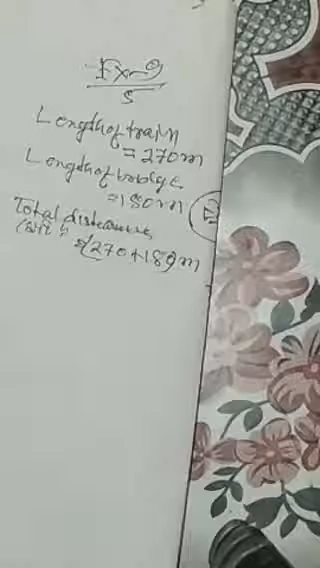 Ex-9
5
Length of train
= 270m
Length of bridge
= 180m
Total distance
= (270+180)m